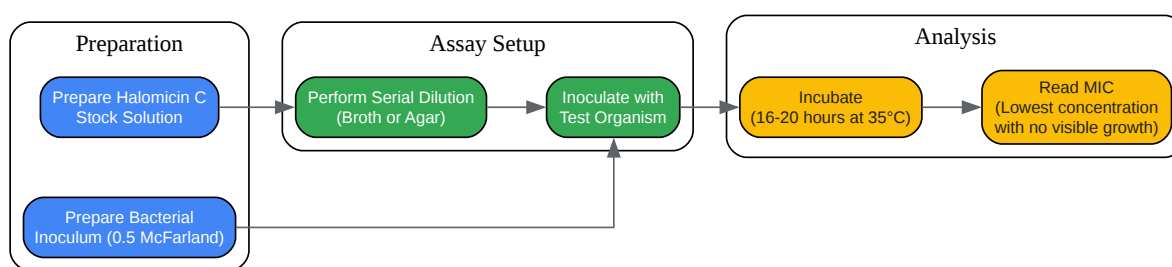 Preparation
Prepare Halomicin C
Stock Solution
Prepare Bacterial
Inoculum (0.5 McFarland)
Assay Setup
Perform Serial Dilution
(Broth or Agar)
Inoculate with
Test Organism
Analysis
Incubate
(16-20 hours at 35°C)
Read MIC
(Lowest concentration
with no visible growth)